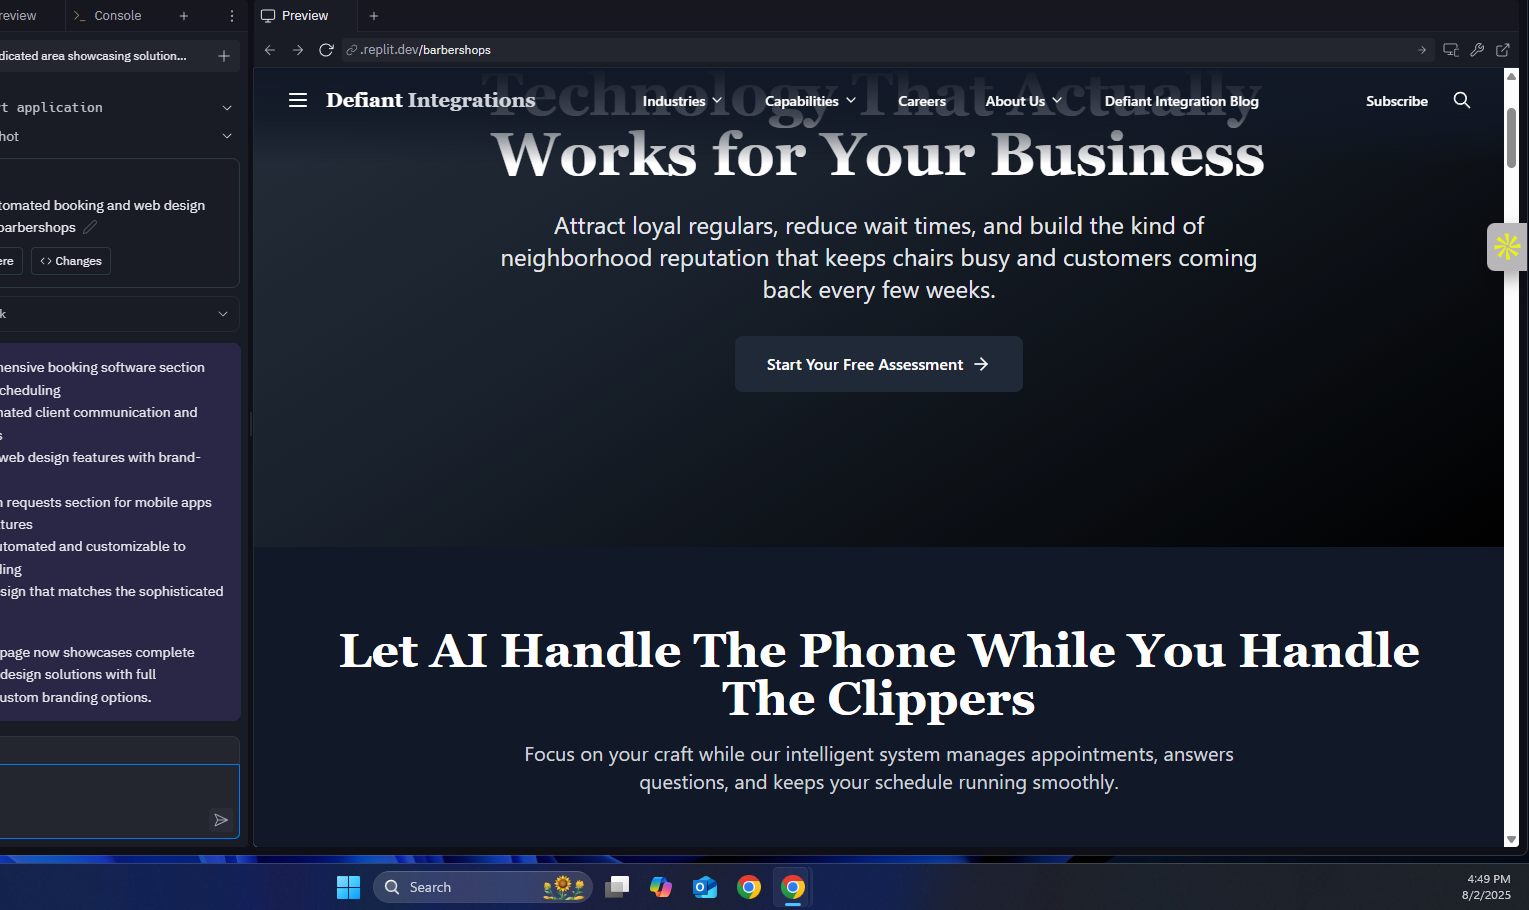 review
Console
dicated area showcasing solution...
t application
hot
tomated booking and web design
barbershops
ere
Changes
k
hensive booking software section
cheduling
nated client communication and
s
web design features with brand-
n requests section for mobile apps
tures
utomated and customizable to
ling
sign that matches the sophisticated
page now showcases complete
design solutions with full
ustom branding options.
Preview
.replit.dev/barbershops
Defiant Integrations
Industries
Capabilities
Careers
About Us
Defiant Integration Blog
Subscribe
Technology That Actually
Works for Your Business
Attract loyal regulars, reduce wait times, and build the kind of
neighborhood reputation that keeps chairs busy and customers coming
back every few weeks.
Start Your Free Assessment
Let AI Handle The Phone While You Handle
The Clippers
Focus on your craft while our intelligent system manages appointments, answers
questions, and keeps your schedule running smoothly.
Search
4:49 PM
8/2/2025